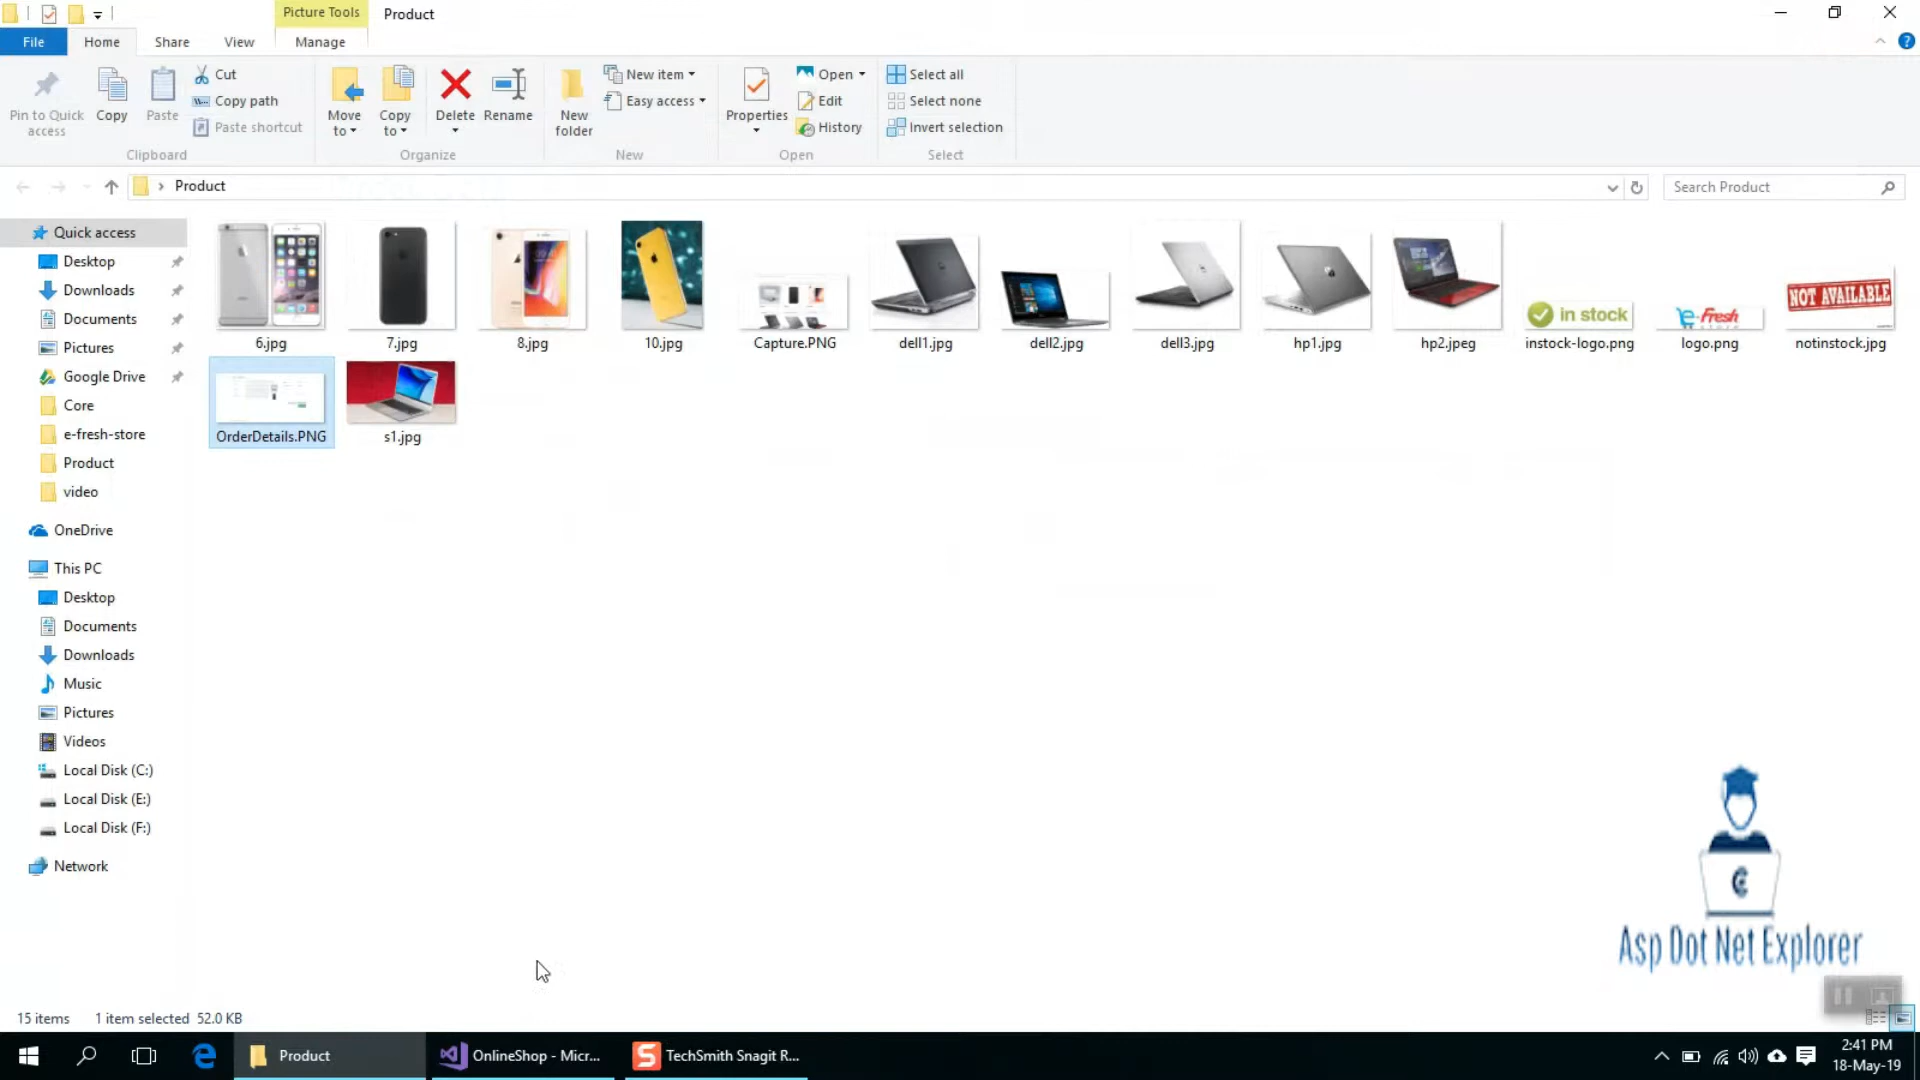 Picture Tools
Product
File
Home
Share
View
Manage
Pin to Quick
access
Copy
Paste
Cut
Copy path
Paste shortcut
Clipboard
Move
to
Copy
to
Delete
Rename
Organize
New
folder
New item
Easy access
New
Properties
Open
Edit
History
Open
Select all
Select none
Invert selection
Select
Product
Search Product
Quick access
Desktop
Downloads
Documents
Pictures
Google Drive
Core
e-fresh-store
Product
video
OneDrive
This PC
Desktop
Documents
Downloads
Music
Pictures
Videos
Local Disk (C:)
Local Disk (E:)
Local Disk (F:)
Network
in stock
e-Fresh
NOT AVAILABLE
6.jpg
7.jpg
8.jpg
10.jpg
Capture.PNG
dell1.jpg
dell2.jpg
dell3.jpg
hp1.jpg
hp2.jpeg
instock-logo.png
logo.png
notinstock.jpg
OrderDetails.PNG
s1.jpg
Asp Dot Net Explorer
15 items
1 item selected 52.0 KB
Product
OnlineShop - Micr...
TechSmith Snagit R...
2:41 PM
18-May-19